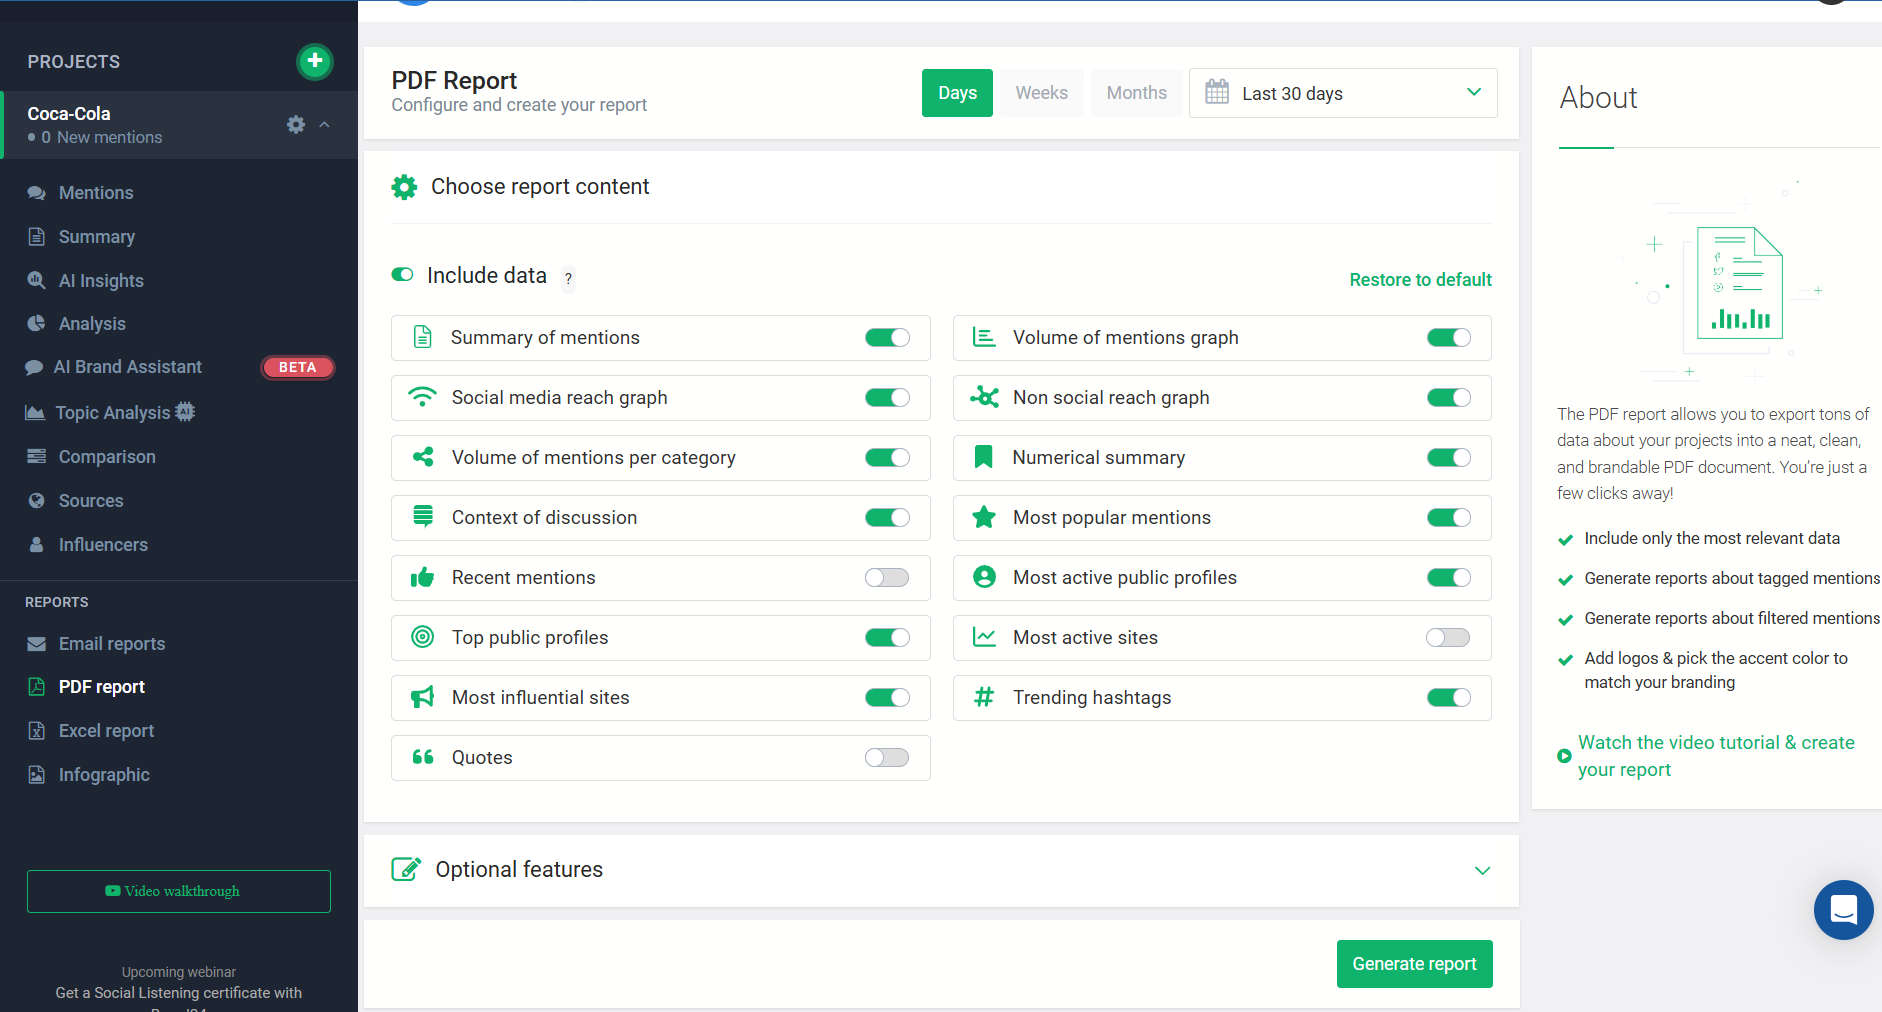 PROJECTS
Coca-Cola
0 New mentions
Mentions
Summary
AI Insights
Analysis
AI Brand Assistant BETA
Topic Analysis AI
Comparison
Sources
Influencers
REPORTS
Email reports
PDF report
Excel report
Infographic
Video walkthrough
Upcoming webinar
Get a Social Listening certificate with
PDF Report
Configure and create your report
Days Weeks Months Last 30 days
Choose report content
Include data ?
Restore to default
Summary of mentions
Volume of mentions graph
Social media reach graph
Non social reach graph
Volume of mentions per category
Numerical summary
Context of discussion
Most popular mentions
Recent mentions
Most active public profiles
Top public profiles
Most active sites
Most influential sites
Trending hashtags
Quotes
Optional features
Generate report
About
The PDF report allows you to export tons of
data about your projects into a neat, clean,
and brandable PDF document. You're just a
few clicks away!
Include only the most relevant data
Generate reports about tagged mentions
Generate reports about filtered mentions
Add logos & pick the accent color to
match your branding
Watch the video tutorial & create
your report